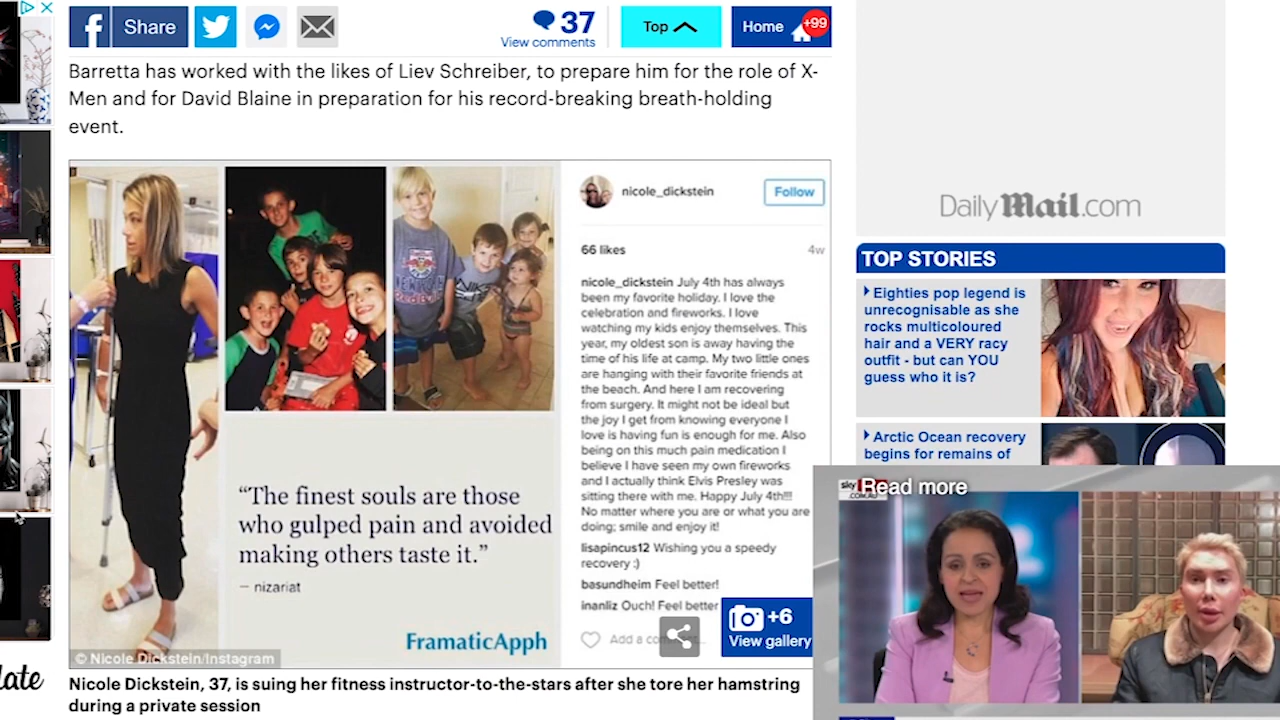 Share
37
View comments
Top
Home
+99
Barretta has worked with the likes of Liev Schreiber, to prepare him for the role of X-
Men and for David Blaine in preparation for his record-breaking breath-holding
event.
nicole_dickstein
Follow
66 likes
4w
nicole_dickstein July 4th has always
been my favorite holiday. I love the
celebration and fireworks. I love
watching my kids enjoy themselves. This
year, my oldest son is away having the
time of his life at camp. My two little ones
are hanging with their favorite friends at
the beach. And here I am recovering
from surgery. It might not be ideal but
the joy I get from knowing everyone I
love is having fun is enough for me. Also
being on this much pain medication I
believe I have seen my own fireworks
and I actually think Elvis Presley was
sitting there with me. Happy July 4th!!!
No matter where you are or what you are
doing; smile and enjoy it!
lisapincus12 Wishing you a speedy
recovery :)
basundheim Feel better!
inanliz Ouch! Feel better
Add a
“The finest souls are those
who gulped pain and avoided
making others taste it.”
— nizariat
FramaticApph
+6
View gallery
© Nicole Dickstein/Instagram
Nicole Dickstein, 37, is suing her fitness instructor-to-the-stars after she tore her hamstring
during a private session
Daily Mail.com
TOP STORIES
Eighties pop legend is
unrecognisable as she
rocks multicoloured
hair and a VERY racy
outfit - but can YOU
guess who it is?
Arctic Ocean recovery
begins for remains of
sky
.COM.AU
Read more
late